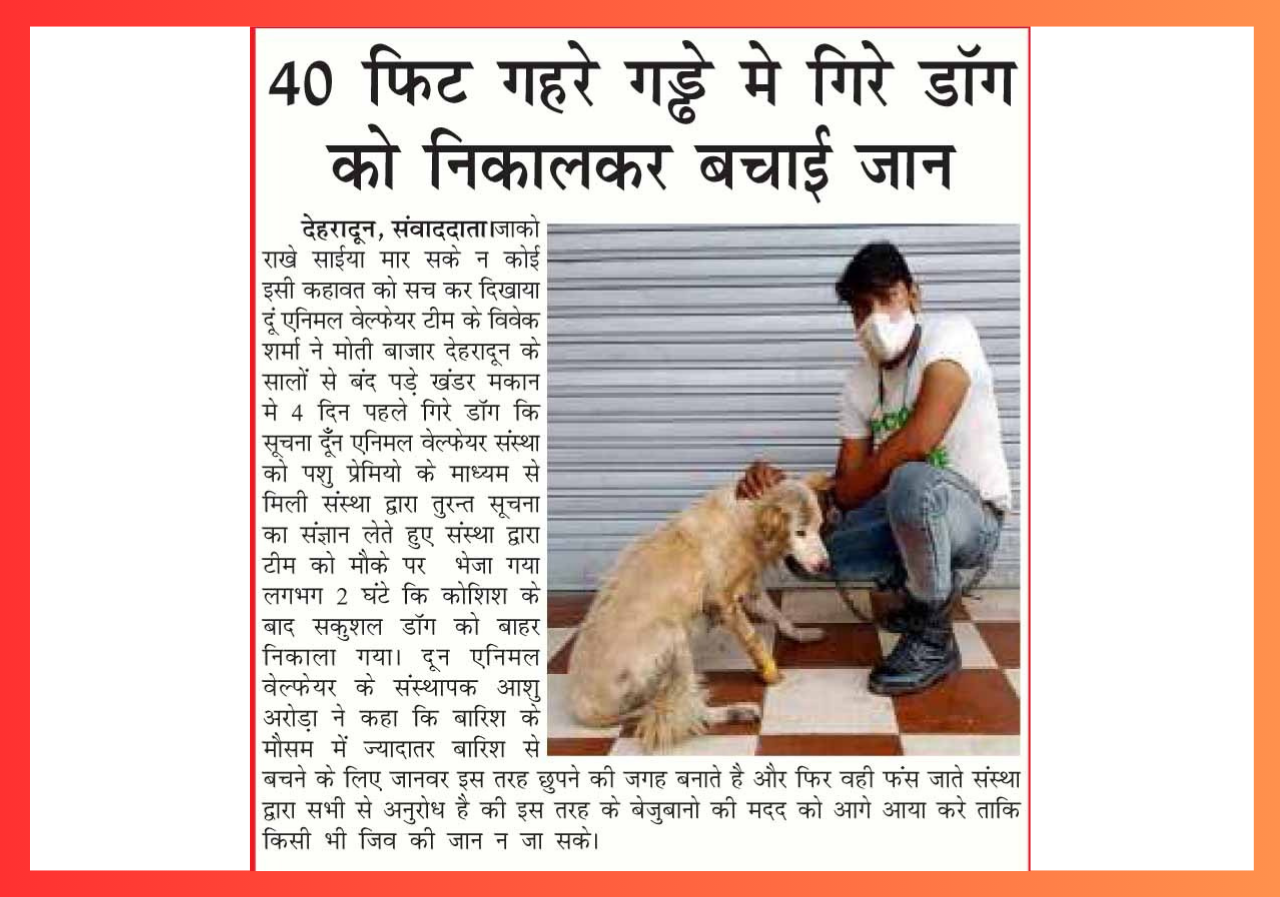 40 फिट गहरे गड्ढे मे गिरे डॉग
को निकालकर बचाई जान
देहरादून, संवाददाता।जाको
राखे साईया मार सके न कोई
इसी कहावत को सच कर दिखाया
दूं एनिमल वेल्फेयर टीम के विवेक
शर्मा ने मोती बाजार देहरादून के
सालों से बंद पड़े खंडर मकान
मे 4 दिन पहले गिरे डॉग कि
सूचना दूँन एनिमल वेल्फेयर संस्था
को पशु प्रेमियो के माध्यम से
मिली संस्था द्वारा तुरन्त सूचना
का संज्ञान लेते हुए संस्था द्वारा
टीम को मौके पर भेजा गया
लगभग 2 घंटे कि कोशिश के
बाद सकुशल डॉग को बाहर
निकाला गया। दून एनिमल
वेल्फेयर के संस्थापक आशु
अरोड़ा ने कहा कि बारिश के
मौसम में ज्यादातर बारिश से
बचने के लिए जानवर इस तरह छुपने की जगह बनाते है और फिर वही फंस जाते संस्था
द्वारा सभी से अनुरोध है की इस तरह के बेजुबानो की मदद को आगे आया करे ताकि
किसी भी जिव की जान न जा सके।